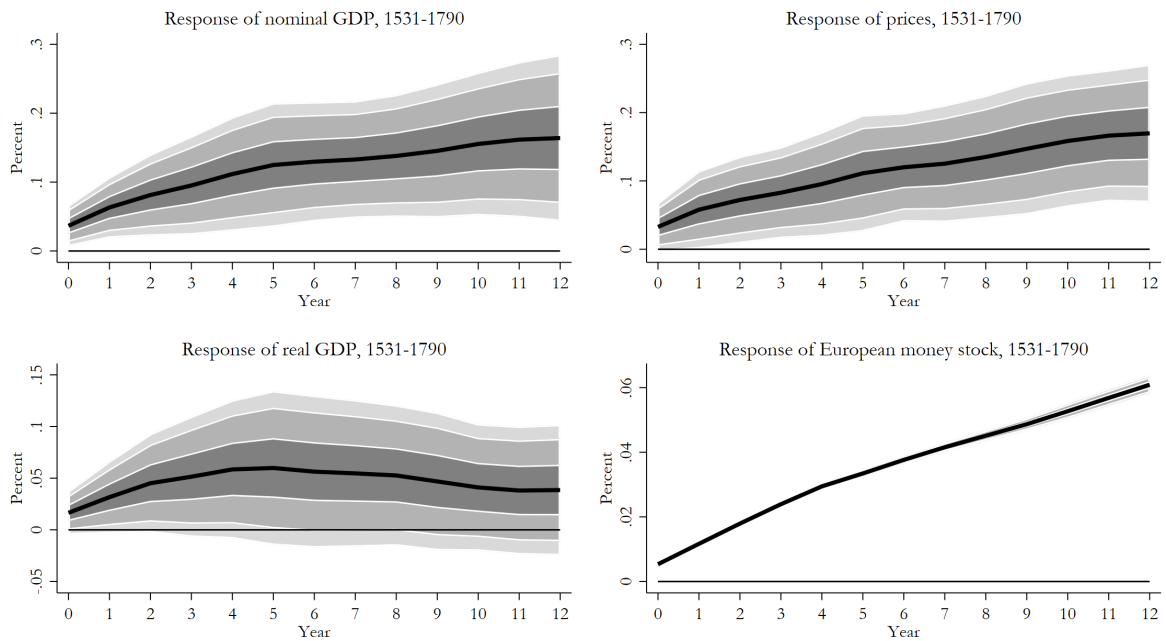 Response of nominal GDP, 1531-1790
Percent
.3
.2
.1
0
0 1 2 3 4 5 6 7 8 9 10 11 12
Year
Response of prices, 1531-1790
Percent
.3
.2
.1
0
0 1 2 3 4 5 6 7 8 9 10 11 12
Year
Response of real GDP, 1531-1790
Percent
.15
.1
.05
0
-.05
0 1 2 3 4 5 6 7 8 9 10 11 12
Year
Response of European money stock, 1531-1790
Percent
.06
.04
.02
0
0 1 2 3 4 5 6 7 8 9 10 11 12
Year